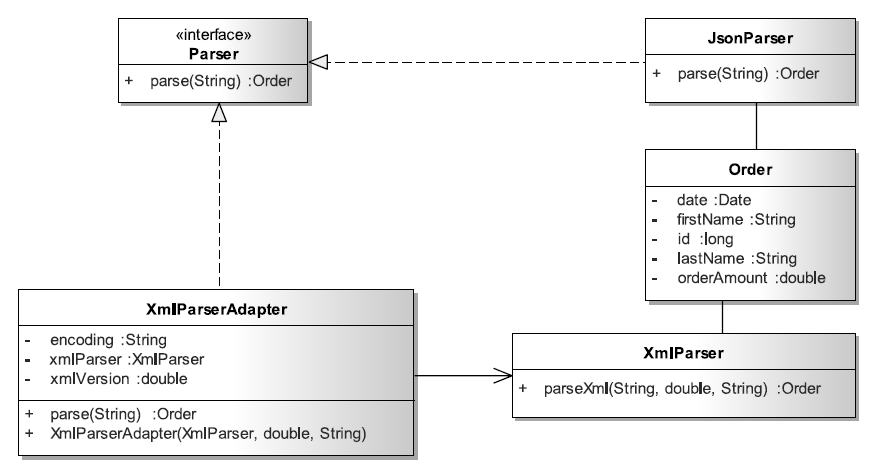 «interface»
Parser
+ parse(String) :Order
JsonParser
+ parse(String) :Order
Order
- date :Date
- firstName :String
- id :long
- lastName :String
- orderAmount :double
XmlParserAdapter
- encoding :String
- xmlParser :XmlParser
- xmlVersion :double
+ parse(String) :Order
+ XmlParserAdapter(XmlParser, double, String)
XmlParser
+ parseXml(String, double, String) :Order